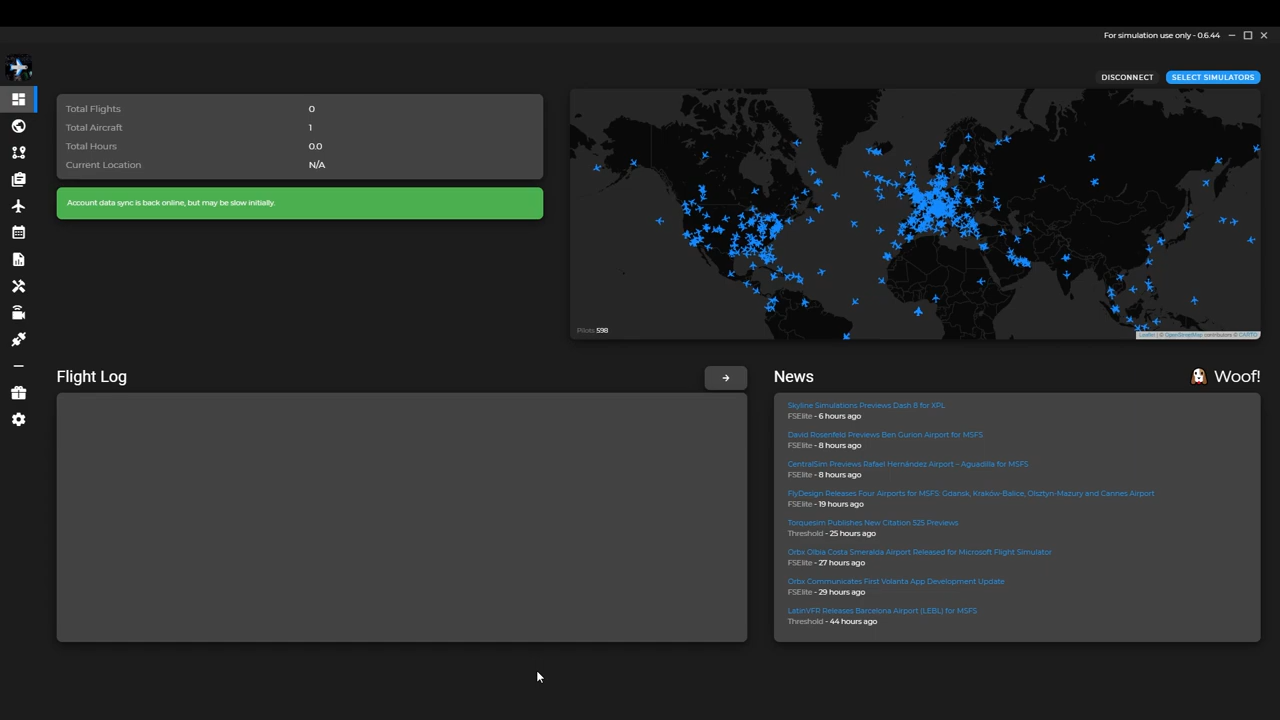 For simulation use only - 0.6.44
DISCONNECT
SELECT SIMULATORS
Total Flights 0
Total Aircraft 1
Total Hours 0.0
Current Location N/A
Account data sync is back online, but may be slow initially.
Pilots 598
Leaflet | © OpenStreetMap contributors © CARTO
Flight Log
News
Woof!
Skyline Simulations Previews Dash 8 for XPL
FSElite - 6 hours ago
David Rosenfeld Previews Ben Gurion Airport for MSFS
FSElite - 8 hours ago
CentralSim Previews Rafael Hernández Airport – Aguadilla for MSFS
FSElite - 8 hours ago
FlyDesign Releases Four Airports for MSFS: Gdansk, Kraków-Balice, Olsztyn-Mazury and Cannes Airport
FSElite - 19 hours ago
Torquesim Publishes New Citation 525 Previews
Threshold - 25 hours ago
Orbx Olbia Costa Smeralda Airport Released for Microsoft Flight Simulator
FSElite - 27 hours ago
Orbx Communicates First Volanta App Development Update
FSElite - 29 hours ago
LatinVFR Releases Barcelona Airport (LEBL) for MSFS
Threshold - 44 hours ago